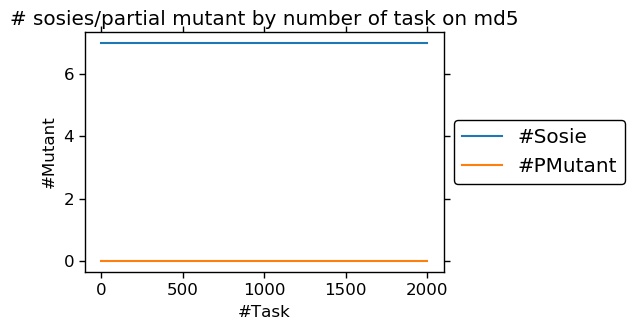 # sosies/partial mutant by number of task on md5
#Mutant
6
4
2
0
0 500 1000 1500 2000
#Task
#Sosie
#PMutant